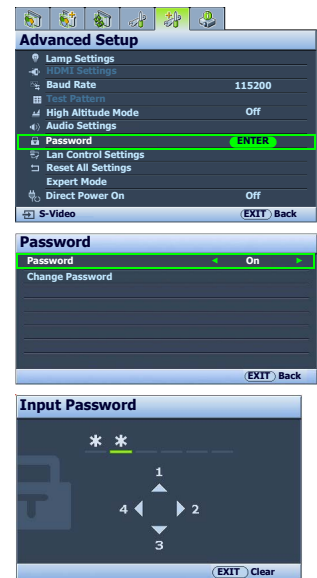 Advanced Setup
Lamp Settings
HDMI Settings
Baud Rate 115200
Test Pattern
High Altitude Mode Off
Audio Settings
Password ENTER
Lan Control Settings
Reset All Settings
Expert Mode
Direct Power On Off
S-Video EXIT Back
Password
Password On
Change Password
EXIT Back
Input Password
* *
1
4 2
3
EXIT Clear